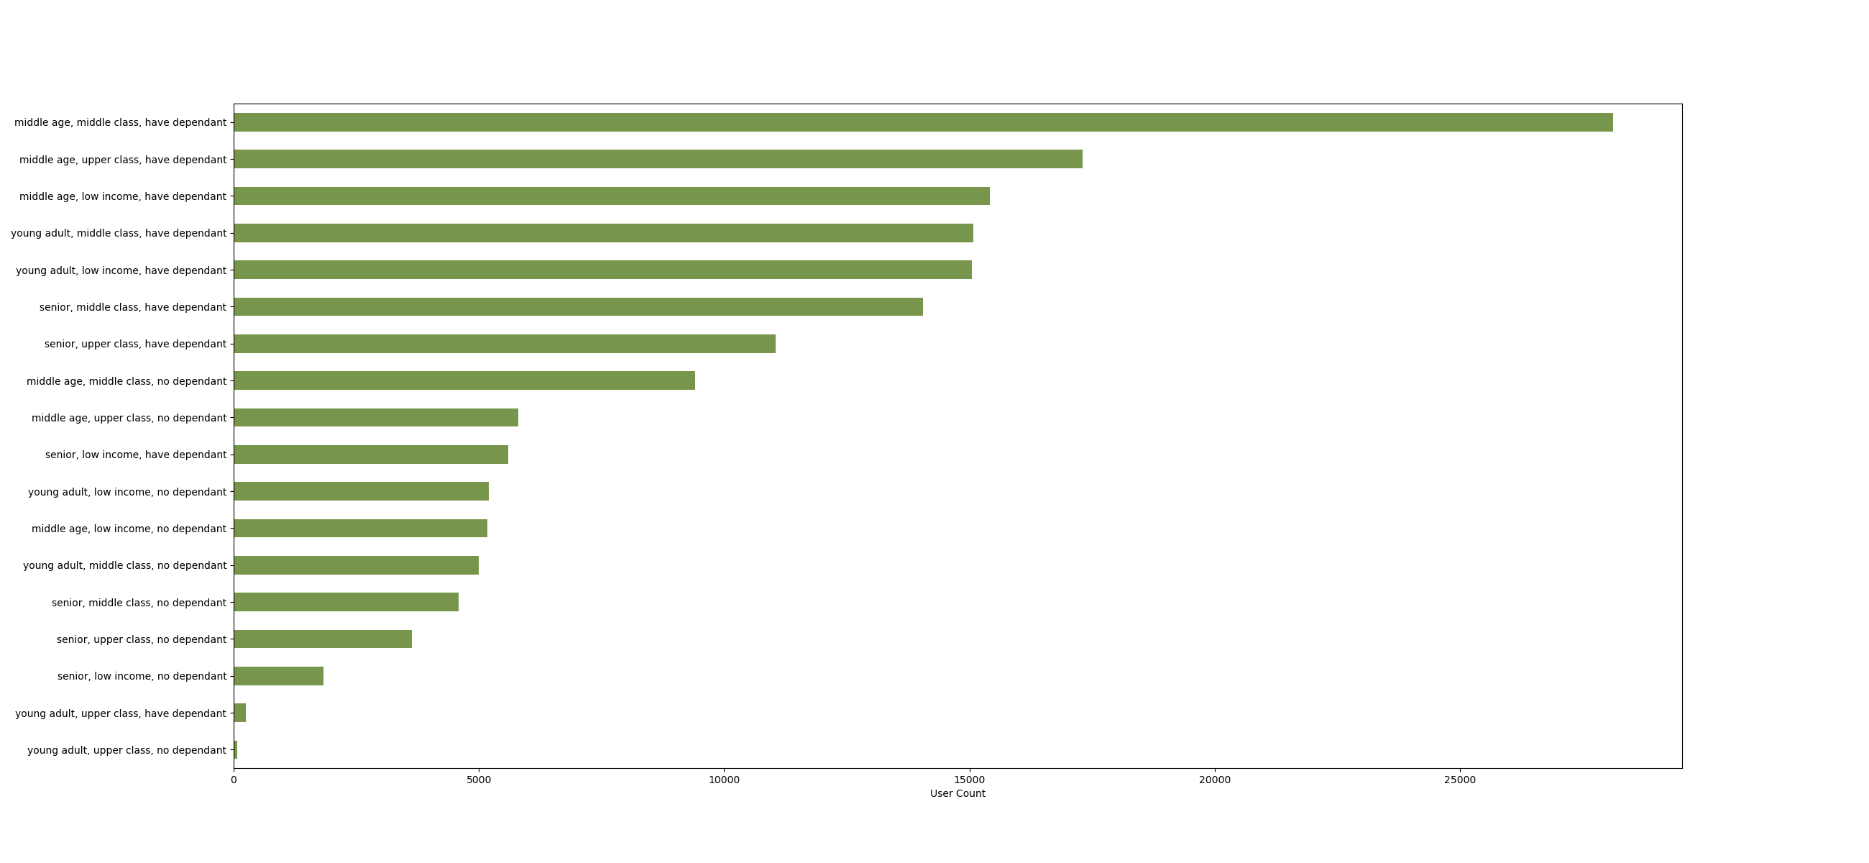 middle age, middle class, have dependant
middle age, upper class, have dependant
middle age, low income, have dependant
young adult, middle class, have dependant
young adult, low income, have dependant
senior, middle class, have dependant
senior, upper class, have dependant
middle age, middle class, no dependant
middle age, upper class, no dependant
senior, low income, have dependant
young adult, low income, no dependant
middle age, low income, no dependant
young adult, middle class, no dependant
senior, middle class, no dependant
senior, upper class, no dependant
senior, low income, no dependant
young adult, upper class, have dependant
young adult, upper class, no dependant
0 5000 10000 15000 20000 25000
User Count